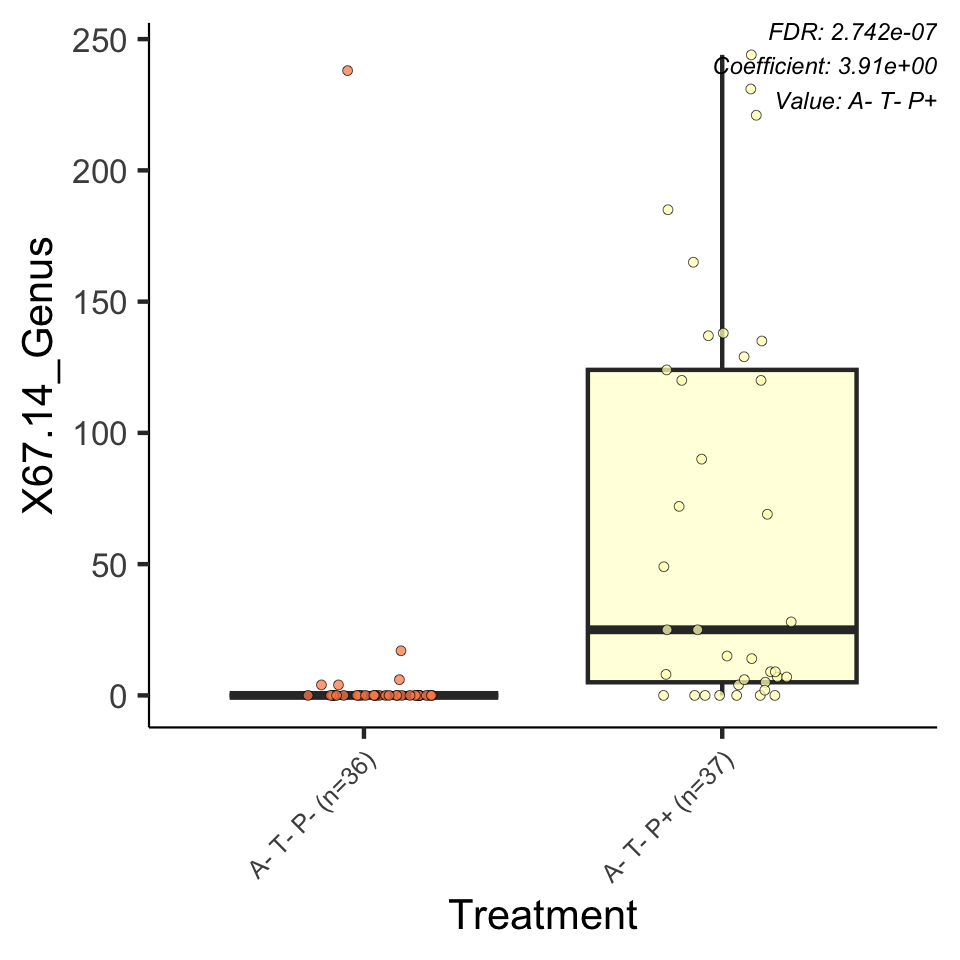 FDR: 2.742e-07
Coefficient: 3.91e+00
Value: A- T- P+
250
200
150
100
50
0
X67.14_Genus
A- T- P- (n=36)
A- T- P+ (n=37)
Treatment